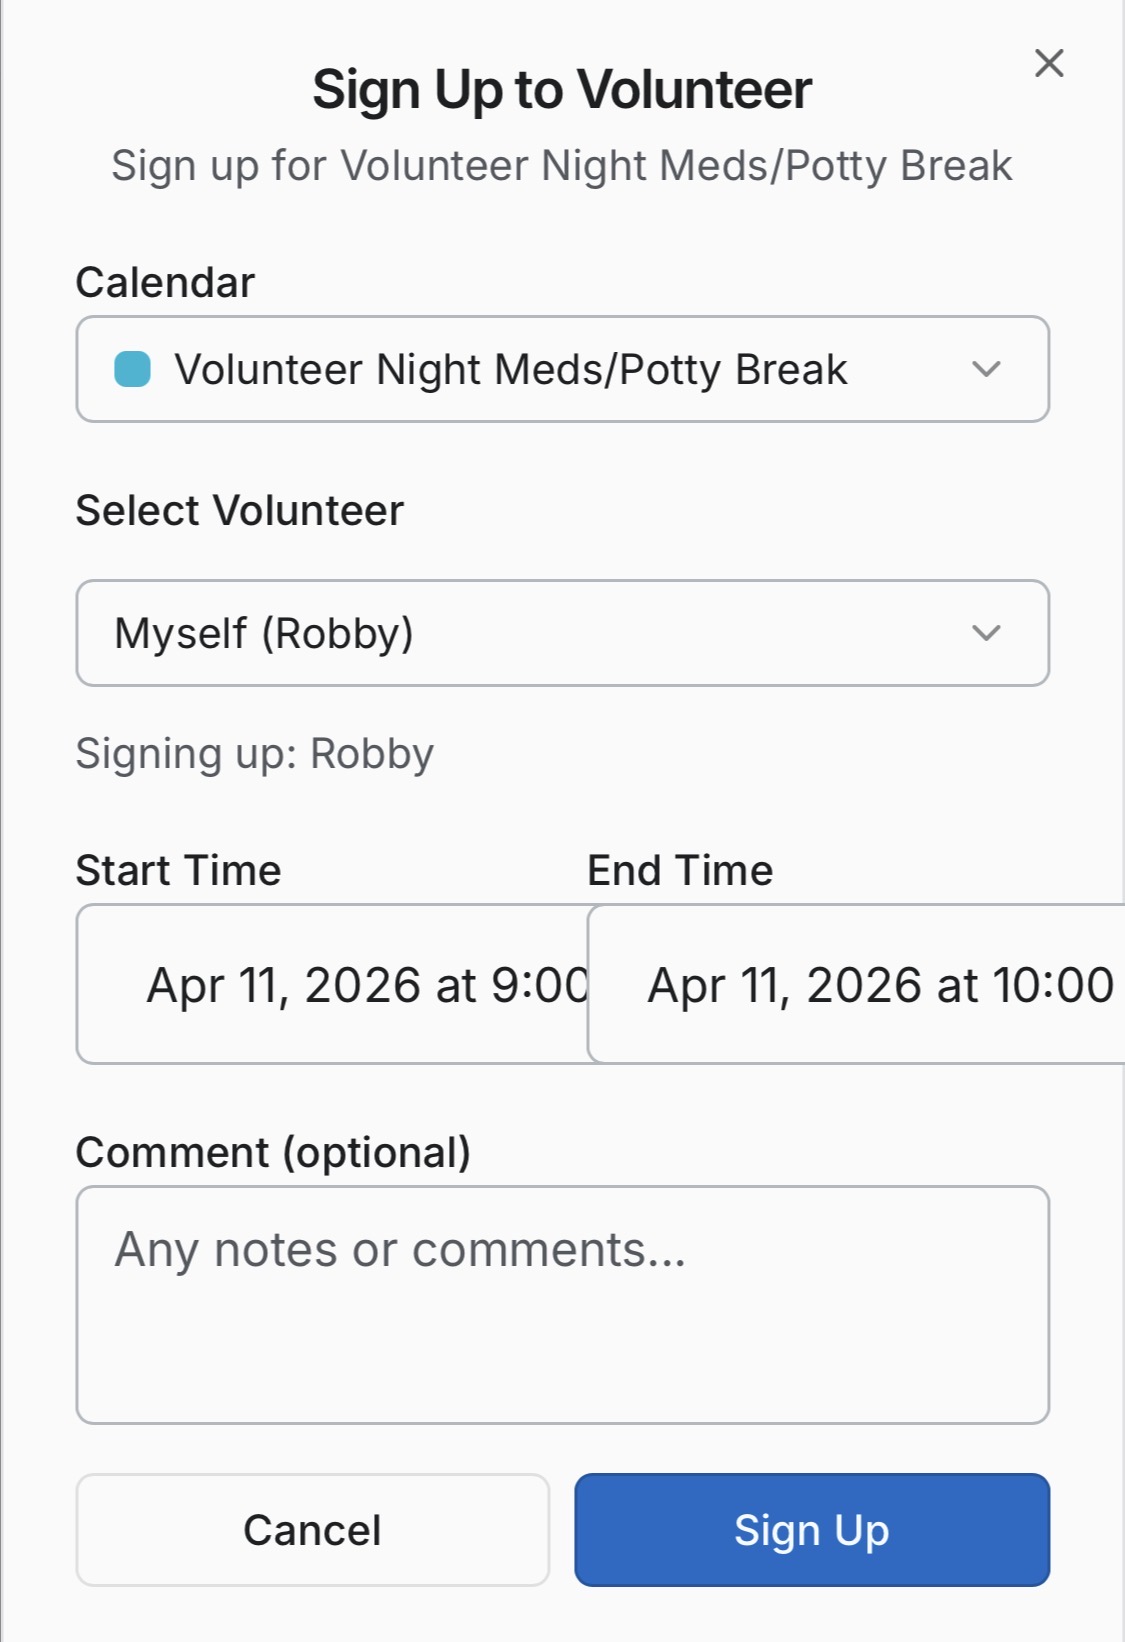 Sign Up to Volunteer
Sign up for Volunteer Night Meds/Potty Break
Calendar
Volunteer Night Meds/Potty Break
Select Volunteer
Myself (Robby)
Signing up: Robby
Start Time End Time
Apr 11, 2026 at 9:00 Apr 11, 2026 at 10:00
Comment (optional)
Any notes or comments...
Cancel Sign Up